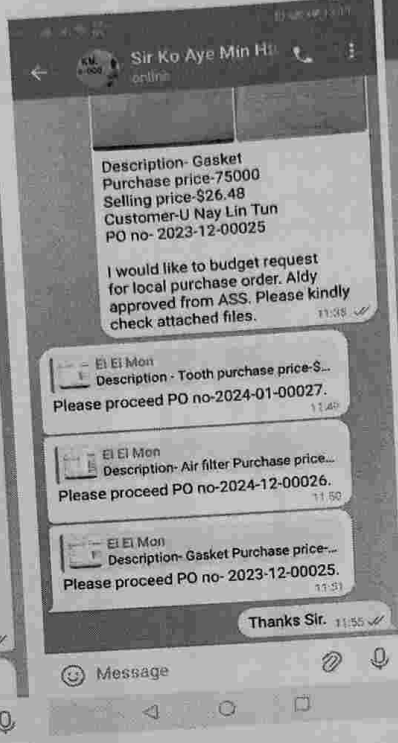 Sir Ko Aye Min
online
Description- Gasket
Purchase price-75000
Selling price-$26.48
Customer-U Nay Lin Tun
PO no- 2023-12-00025
I would like to budget request
for local purchase order. Aldy
approved from ASS. Please kindly
check attached files.
11:38
Ei Ei Mon
Description - Tooth purchase price-$...
Please proceed PO no-2024-01-00027.
Ei Ei Mon
Description- Air filter Purchase price...
Please proceed PO no-2024-12-00026.
11:50
Ei Ei Mon
Description- Gasket Purchase price-...
Please proceed PO no- 2023-12-00025.
11:51
Thanks Sir. 11:55
Message